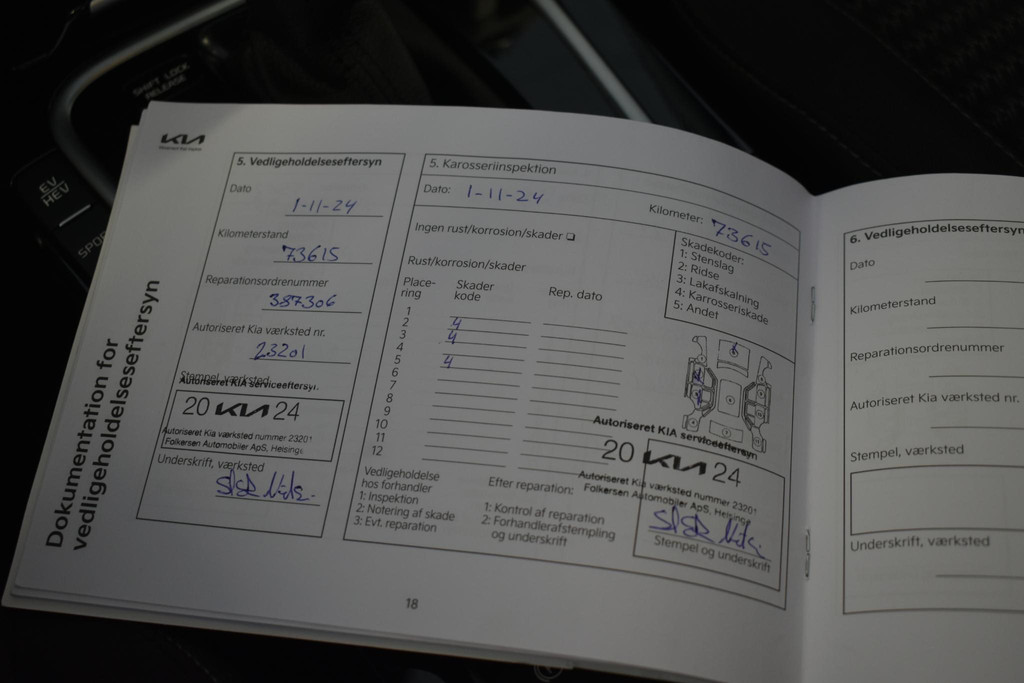 SHIFT LOCK
RELEASE
EV
HEV
KIA
Dokumentation for
vedligeholdelseseftersyn
5. Vedligeholdelseseftersyn
Dato
1-11-24
Kilometerstand
73615
Reparationsordrenummer
387306
Autoriseret Kia værksted nr.
23201
Stempel, værksted
Autoriseret KIA serviceeftersyn.
20 KIA 24
Autoriseret Kia værksted nummer 23201
Folkersen Automobiler ApS, Helsinge
Underskrift, værksted
5. Karosseriinspektion
Dato: 1-11-24
Kilometer: 73615
Ingen rust/korrosion/skader
Rust/korrosion/skader
Skadekoder:
1: Stenslag
2: Ridse
3: Lakafskalning
4: Karrosseriskade
5: Andet
Place-
ring
Skader
kode
Rep. dato
1
2 4
3 4
4
5 4
6
7
8
9
10
11
12
Vedligeholdelse
hos forhandler
1: Inspektion
2: Notering af skade
3: Evt. reparation
Efter reparation:
1: Kontrol af reparation
2: Forhandlerafstempling
og underskrift
Autoriseret KIA serviceeftersyn
20 KIA 24
Autoriseret Kia værksted nummer 23201
Folkersen Automobiler ApS, Helsinge
Stempel og underskrift
18
6. Vedligeholdelseseftersyn
Dato
Kilometerstand
Reparationsordrenummer
Autoriseret Kia værksted nr.
Stempel, værksted
Underskrift, værksted